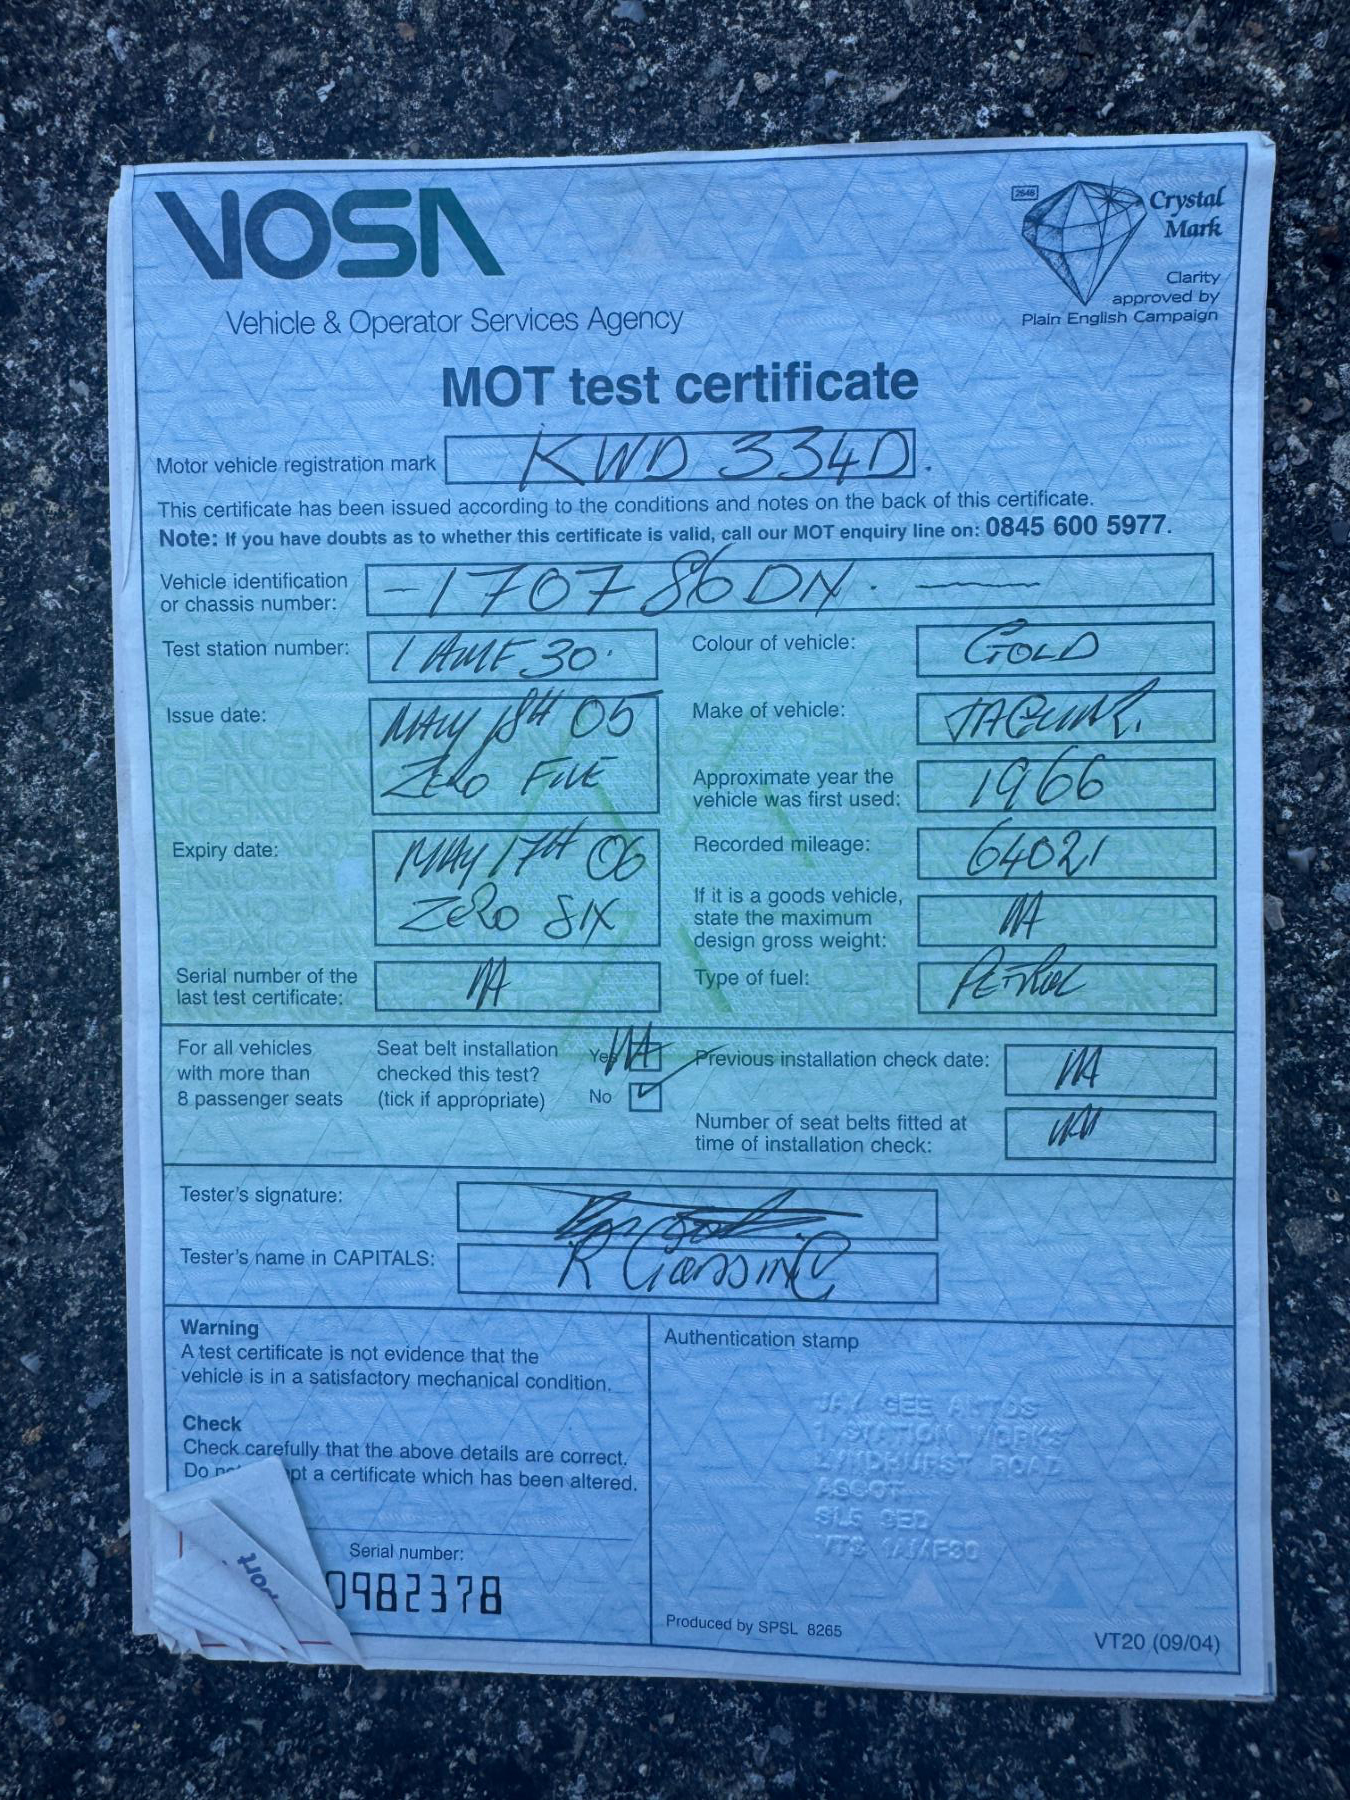 VOSA
Vehicle & Operator Services Agency
2648
Crystal
Mark
Clarity
approved by
Plain English Campaign
MOT test certificate
Motor vehicle registration mark KWD 334D.
This certificate has been issued according to the conditions and notes on the back of this certificate.
Note: If you have doubts as to whether this certificate is valid, call our MOT enquiry line on: 0845 600 5977.
Vehicle identification
or chassis number: -170786DN.
Test station number: 1AMF30.
Colour of vehicle: GOLD
Issue date: MAY 18TH 05
ZERO FIVE
Make of vehicle: JAGUAR.
Approximate year the
vehicle was first used: 1966
Expiry date: MAY 17TH 06
ZERO SIX
Recorded mileage: 64021
If it is a goods vehicle,
state the maximum
design gross weight: NA
Serial number of the
last test certificate: NA
Type of fuel: PETROL
For all vehicles
with more than
8 passenger seats
Seat belt installation
checked this test?
(tick if appropriate)
Yes NA
No ✓
Previous installation check date: NA
Number of seat belts fitted at
time of installation check: NA
Tester's signature:
Tester's name in CAPITALS: R
Warning
A test certificate is not evidence that the
vehicle is in a satisfactory mechanical condition.
Check
Check carefully that the above details are correct.
Do pt a certificate which has been altered.
Serial number:
0982378
Authentication stamp
JAY GEE AUTOS
1 STATION WORKS
LYNDHURST ROAD
ASCOT
SL5 9ED
VTS 1AMF30
Produced by SPSL 8265
VT20 (09/04)